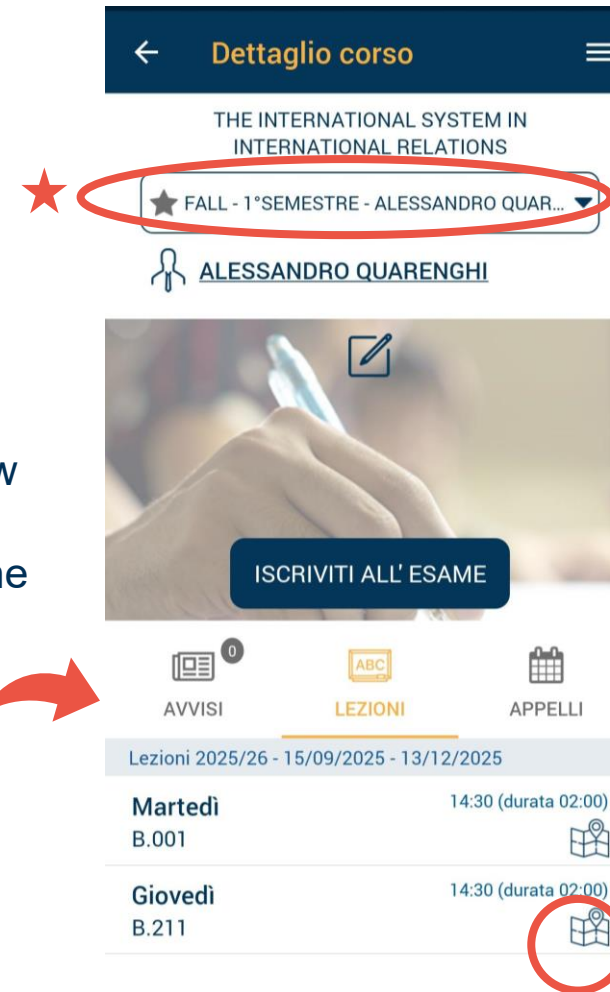 Dettaglio corso
THE INTERNATIONAL SYSTEM IN
INTERNATIONAL RELATIONS
FALL - 1°SEMESTRE - ALESSANDRO QUAR...
ALESSANDRO QUARENGHI
ISCRIVITI ALL' ESAME
0
ABC
AVVISI
LEZIONI
APPELLI
Lezioni 2025/26 - 15/09/2025 - 13/12/2025
Martedì
14:30 (durata 02:00)
B.001
Giovedì
14:30 (durata 02:00)
B.211